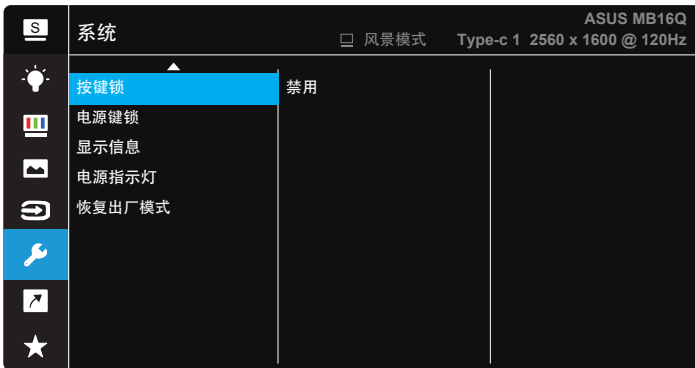 S
系统
ASUS MB16Q
风景模式 Type-c 1 2560 x 1600 @ 120Hz
按键锁 禁用
电源键锁
显示信息
电源指示灯
恢复出厂模式